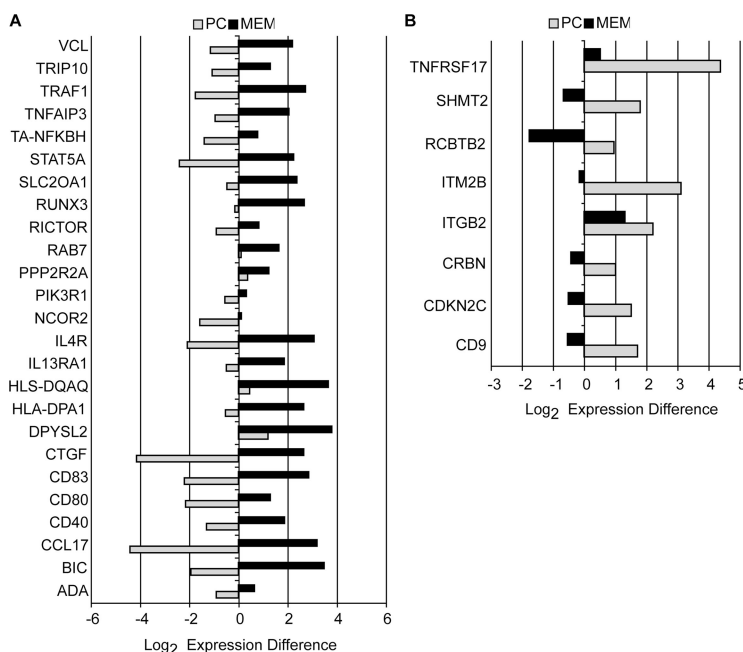 A
PC MEM
VCL
TRIP10
TRAF1
TNFAIP3
TA-NFKBH
STAT5A
SLC2OA1
RUNX3
RICTOR
RAB7
PPP2R2A
PIK3R1
NCOR2
IL4R
IL13RA1
HLS-DQAQ
HLA-DPA1
DPYSL2
CTGF
CD83
CD80
CD40
CCL17
BIC
ADA
-6 -4 -2 0 2 4 6
Log2 Expression Difference
B
PC MEM
TNFRSF17
SHMT2
RCBTB2
ITM2B
ITGB2
CRBN
CDKN2C
CD9
-3 -2 -1 0 1 2 3 4 5
Log2 Expression Difference